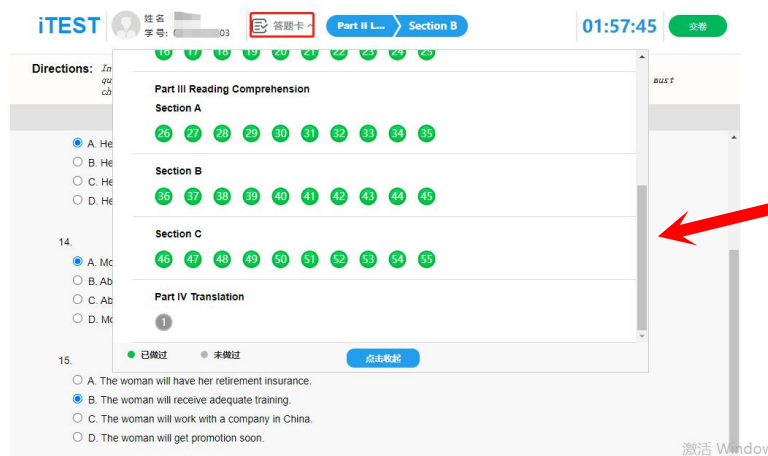 iTEST
姓名
学号: 03
答题卡
Part II L... Section B
01:57:45
交卷
Directions: In
qu must
ch
16 17 18 19 20 21 22 23 24 25
Part III Reading Comprehension
Section A
26 27 28 29 30 31 32 33 34 35
Section B
36 37 38 39 40 41 42 43 44 45
Section C
46 47 48 49 50 51 52 53 54 55
Part IV Translation
1
已做过 未做过 点击收起
A. He
B. He
C. He
D. He
14.
A. Mo
B. Ab
C. Ab
D. Mo
15.
A. The woman will have her retirement insurance.
B. The woman will receive adequate training.
C. The woman will work with a company in China.
D. The woman will get promotion soon.
激活 Window